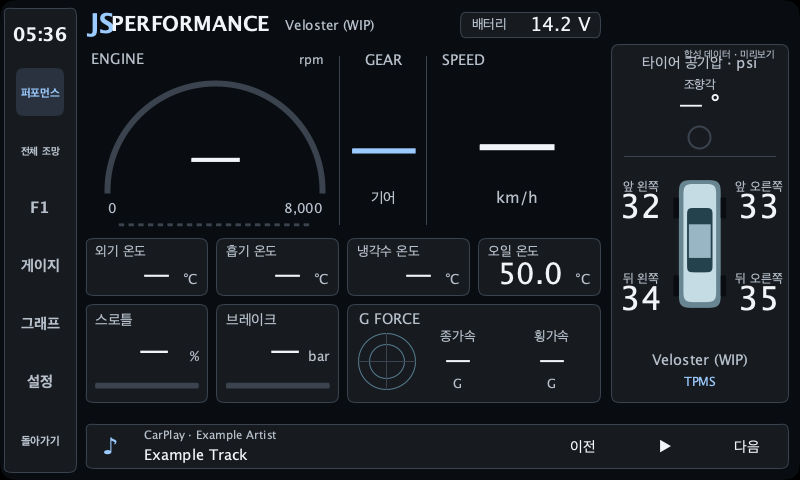 05:36
퍼포먼스
전체 조망
F1
게이지
그래프
설정
돌아가기
JS PERFORMANCE Veloster (WIP)
배터리 14.2 V
ENGINE rpm
0 8,000
GEAR
기어
SPEED
km/h
외기 온도
— °C
흡기 온도
— °C
냉각수 온도
— °C
오일 온도
50.0 °C
스로틀
— %
브레이크
— bar
G FORCE
종가속
—
G
횡가속
—
G
합성 데이터 · 미리보기
타이어 공기압 · psi
조향각
— °
앞 왼쪽
32
앞 오른쪽
33
뒤 왼쪽
34
뒤 오른쪽
35
Veloster (WIP)
TPMS
CarPlay · Example Artist
Example Track
이전 ▶ 다음